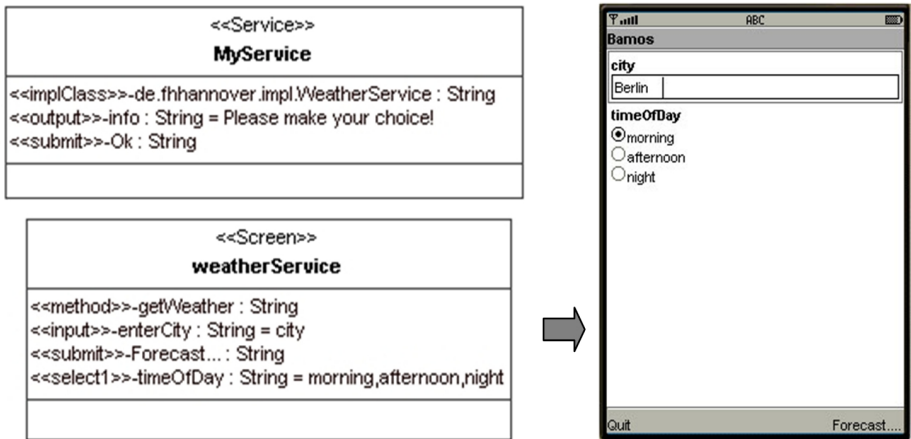 <<Service>>
MyService
<<implClass>>-de.fhhannover.impl.WeatherService : String
<<output>>-info : String = Please make your choice!
<<submit>>-Ok : String
<<Screen>>
weatherService
<<method>>-getWeather : String
<<input>>-enterCity : String = city
<<submit>>-Forecast... : String
<<select1>>-timeOfDay : String = morning,afternoon,night
ABC
Bamos
city
Berlin
timeOfDay
morning
afternoon
night
Quit Forecast....